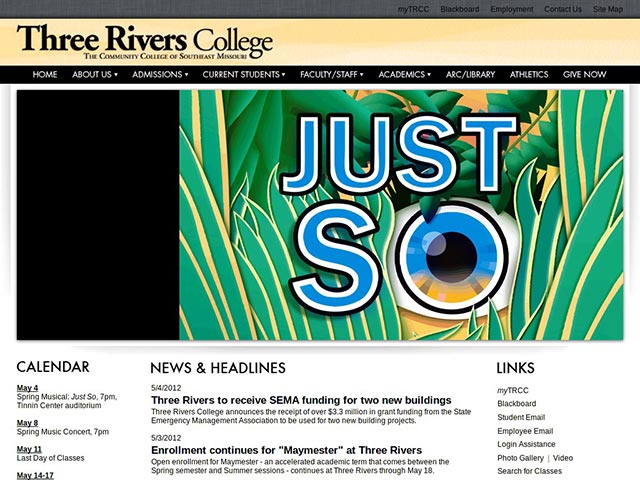 myTRCC Blackboard Employment Contact Us Site Map
Three Rivers College
THE COMMUNITY COLLEGE OF SOUTHEAST MISSOURI
HOME ABOUT US ADMISSIONS CURRENT STUDENTS FACULTY/STAFF ACADEMICS ARC/LIBRARY ATHLETICS GIVE NOW
JUST
SO
CALENDAR
May 4
Spring Musical: Just So, 7pm,
Tinnin Center auditorium
May 8
Spring Music Concert, 7pm
May 11
Last Day of Classes
May 14-17
NEWS & HEADLINES
5/4/2012
Three Rivers to receive SEMA funding for two new buildings
Three Rivers College announces the receipt of over $3.3 million in grant funding from the State
Emergency Management Association to be used for two new building projects.
5/3/2012
Enrollment continues for "Maymester" at Three Rivers
Open enrollment for Maymester - an accelerated academic term that comes between the
Spring semester and Summer sessions - continues at Three Rivers through May 18.
LINKS
myTRCC
Blackboard
Student Email
Employee Email
Login Assistance
Photo Gallery | Video
Search for Classes